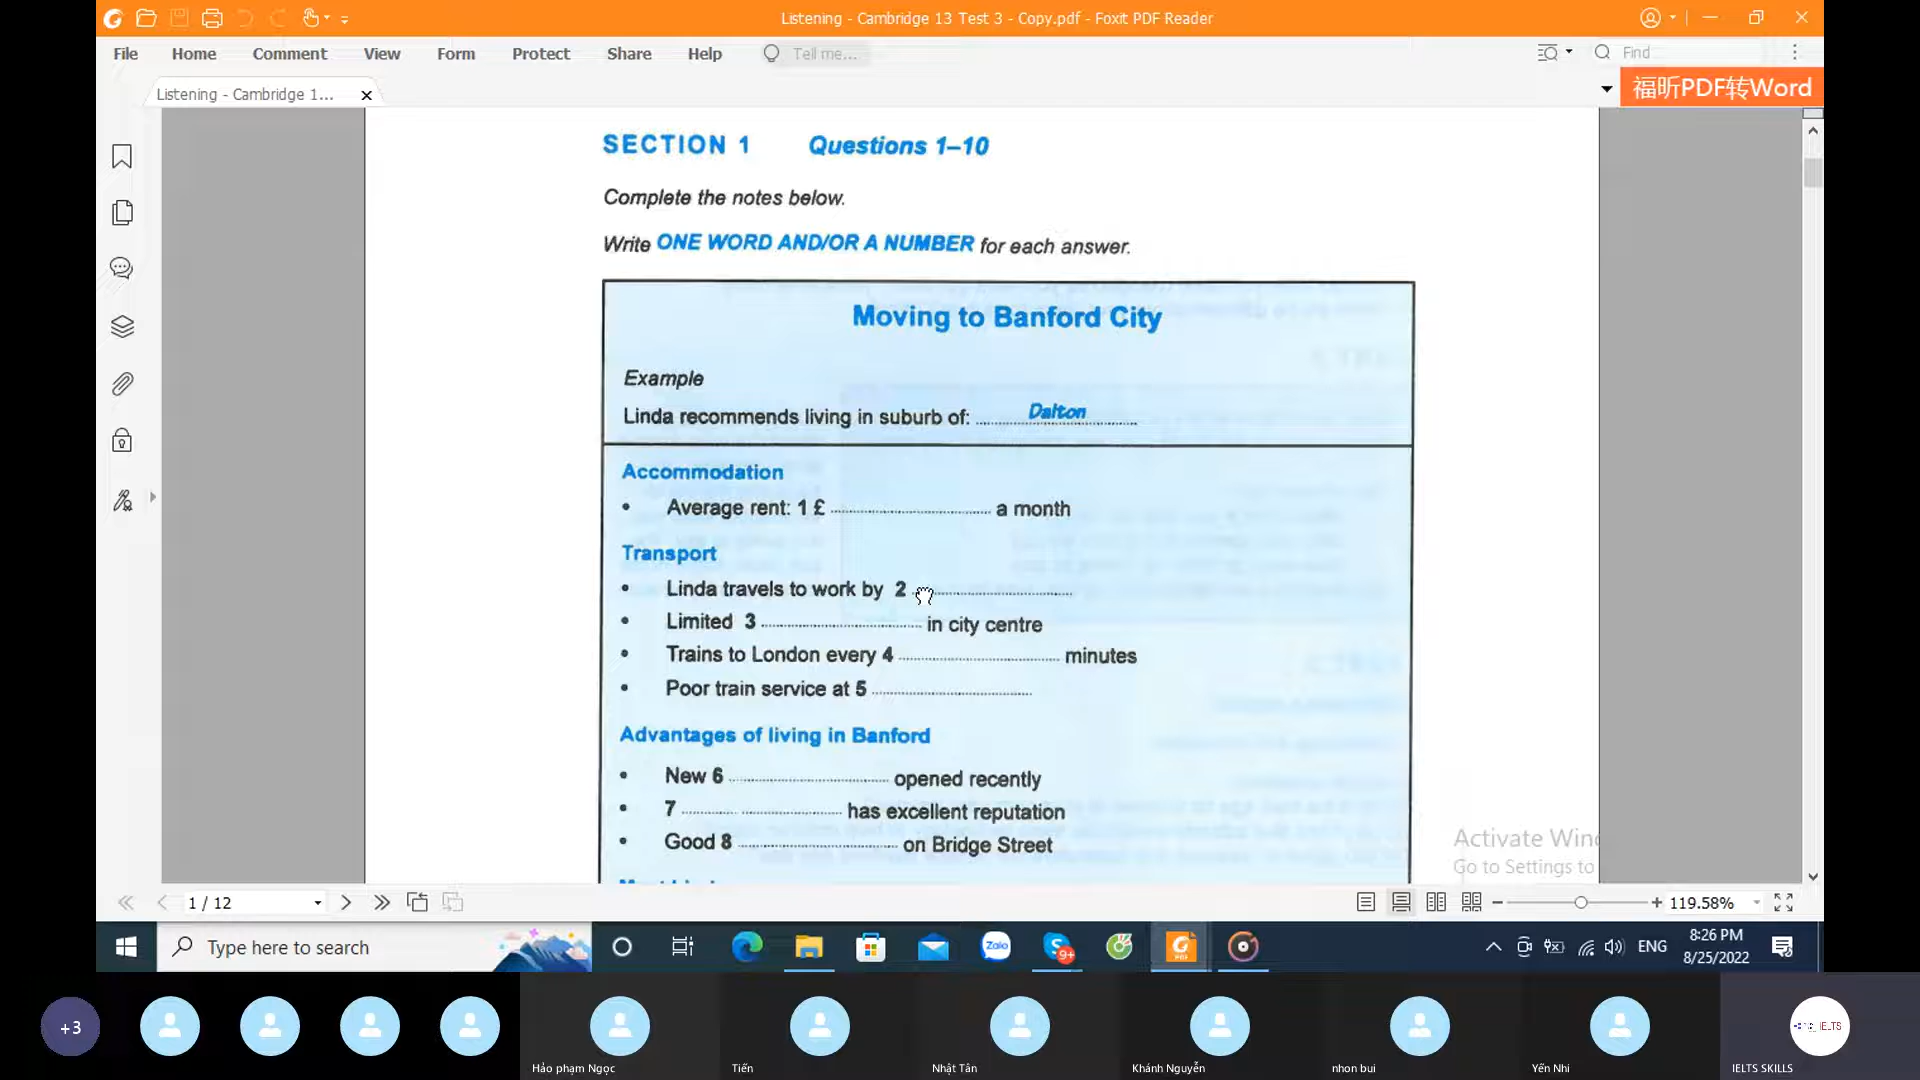 Listening - Cambridge 13 Test 3 - Copy.pdf - Foxit PDF Reader
File Home Comment View Form Protect Share Help Tell me... Find
Listening - Cambridge 1...
福昕PDF转Word
SECTION 1 Questions 1–10
Complete the notes below.
Write ONE WORD AND/OR A NUMBER for each answer.
Moving to Banford City
Example
Linda recommends living in suburb of: Dalton
Accommodation
• Average rent: 1 £ .................... a month
Transport
• Linda travels to work by 2 ....................
• Limited 3 .................... in city centre
• Trains to London every 4 .................... minutes
• Poor train service at 5 ....................
Advantages of living in Banford
• New 6 .................... opened recently
• 7 .................... has excellent reputation
• Good 8 .................... on Bridge Street
Activate Win
Go to Settings to
1 / 12
119.58%
Type here to search
Zalo
9+
ENG
8:26 PM
8/25/2022
+3
Hảo phạm Ngọc
Tiến
Nhật Tân
Khánh Nguyễn
nhon bui
Yến Nhi
IELTS
IELTS SKILLS